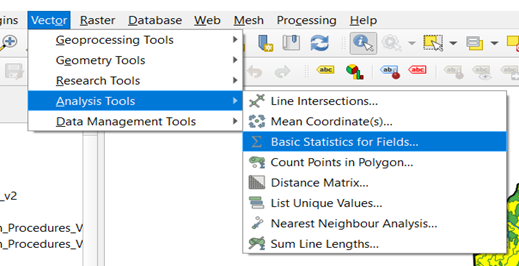 gins Vector Raster Database Web Mesh Processing Help
Geoprocessing Tools
Geometry Tools
Research Tools
Analysis Tools
Data Management Tools
Line Intersections...
Mean Coordinate(s)...
Basic Statistics for Fields...
Count Points in Polygon...
Distance Matrix...
List Unique Values...
Nearest Neighbour Analysis...
Sum Line Lengths...
abc abc abc
_v2
n_Procedures_V
n_Procedures_V